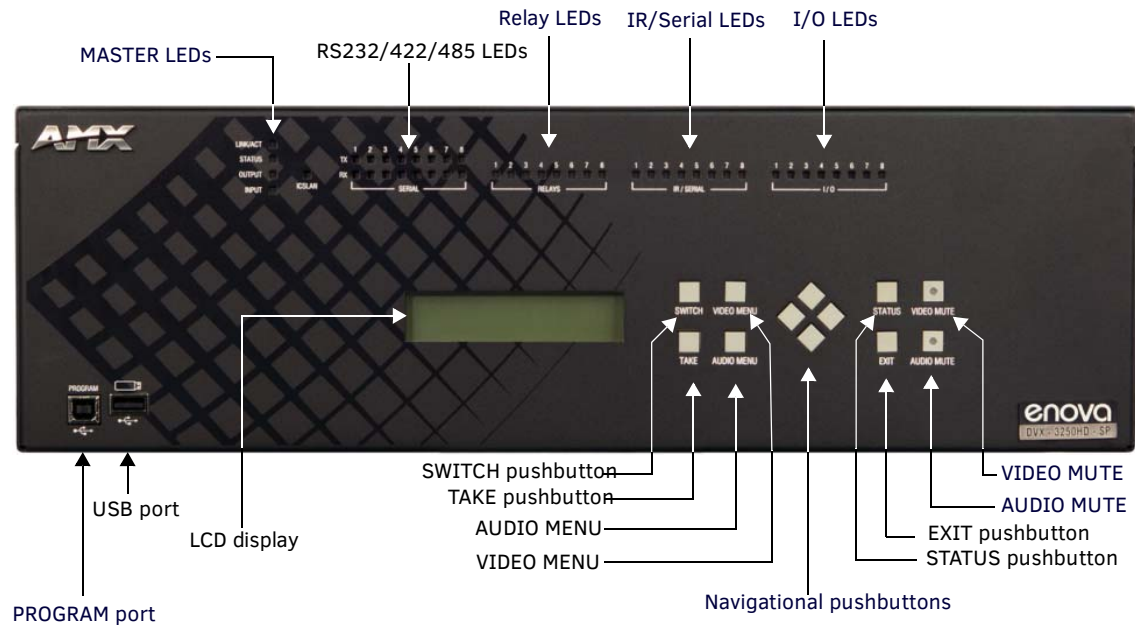 Relay LEDs IR/Serial LEDs I/O LEDs
MASTER LEDs RS232/422/485 LEDs
AMX
LINK/ACT
STATUS
OUTPUT
INPUT
ICSLAN
1 2 3 4 5 6 7 8
TX
RX
SERIAL
1 2 3 4 5 6 7 8
RELAYS
1 2 3 4 5 6 7 8
IR / SERIAL
1 2 3 4 5 6 7 8
I / O
SWITCH VIDEO MENU
TAKE AUDIO MENU
STATUS VIDEO MUTE
EXIT AUDIO MUTE
PROGRAM
enova
DVX - 3250HD - SP
SWITCH pushbutton
TAKE pushbutton
AUDIO MENU
VIDEO MENU
USB port
LCD display
PROGRAM port
Navigational pushbuttons
VIDEO MUTE
AUDIO MUTE
EXIT pushbutton
STATUS pushbutton